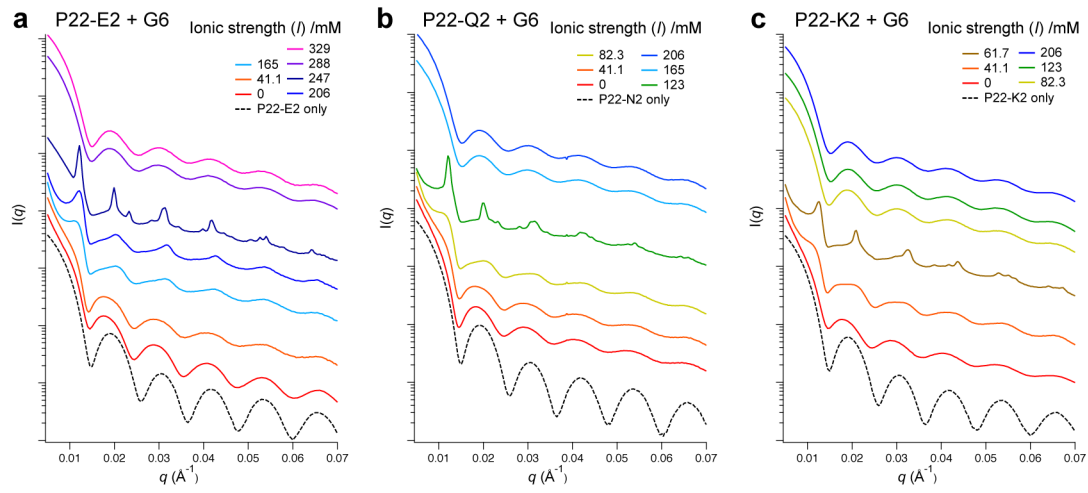 a P22-E2 + G6
Ionic strength (I) /mM
329
165 288
41.1 247
0 206
P22-E2 only
I(q)
0.01 0.02 0.03 0.04 0.05 0.06 0.07
q (Å⁻¹)
b P22-Q2 + G6
Ionic strength (I) /mM
82.3 206
41.1 165
0 123
P22-N2 only
I(q)
0.01 0.02 0.03 0.04 0.05 0.06 0.07
q (Å⁻¹)
c P22-K2 + G6
Ionic strength (I) /mM
61.7 206
41.1 123
0 82.3
P22-K2 only
I(q)
0.01 0.02 0.03 0.04 0.05 0.06 0.07
q (Å⁻¹)